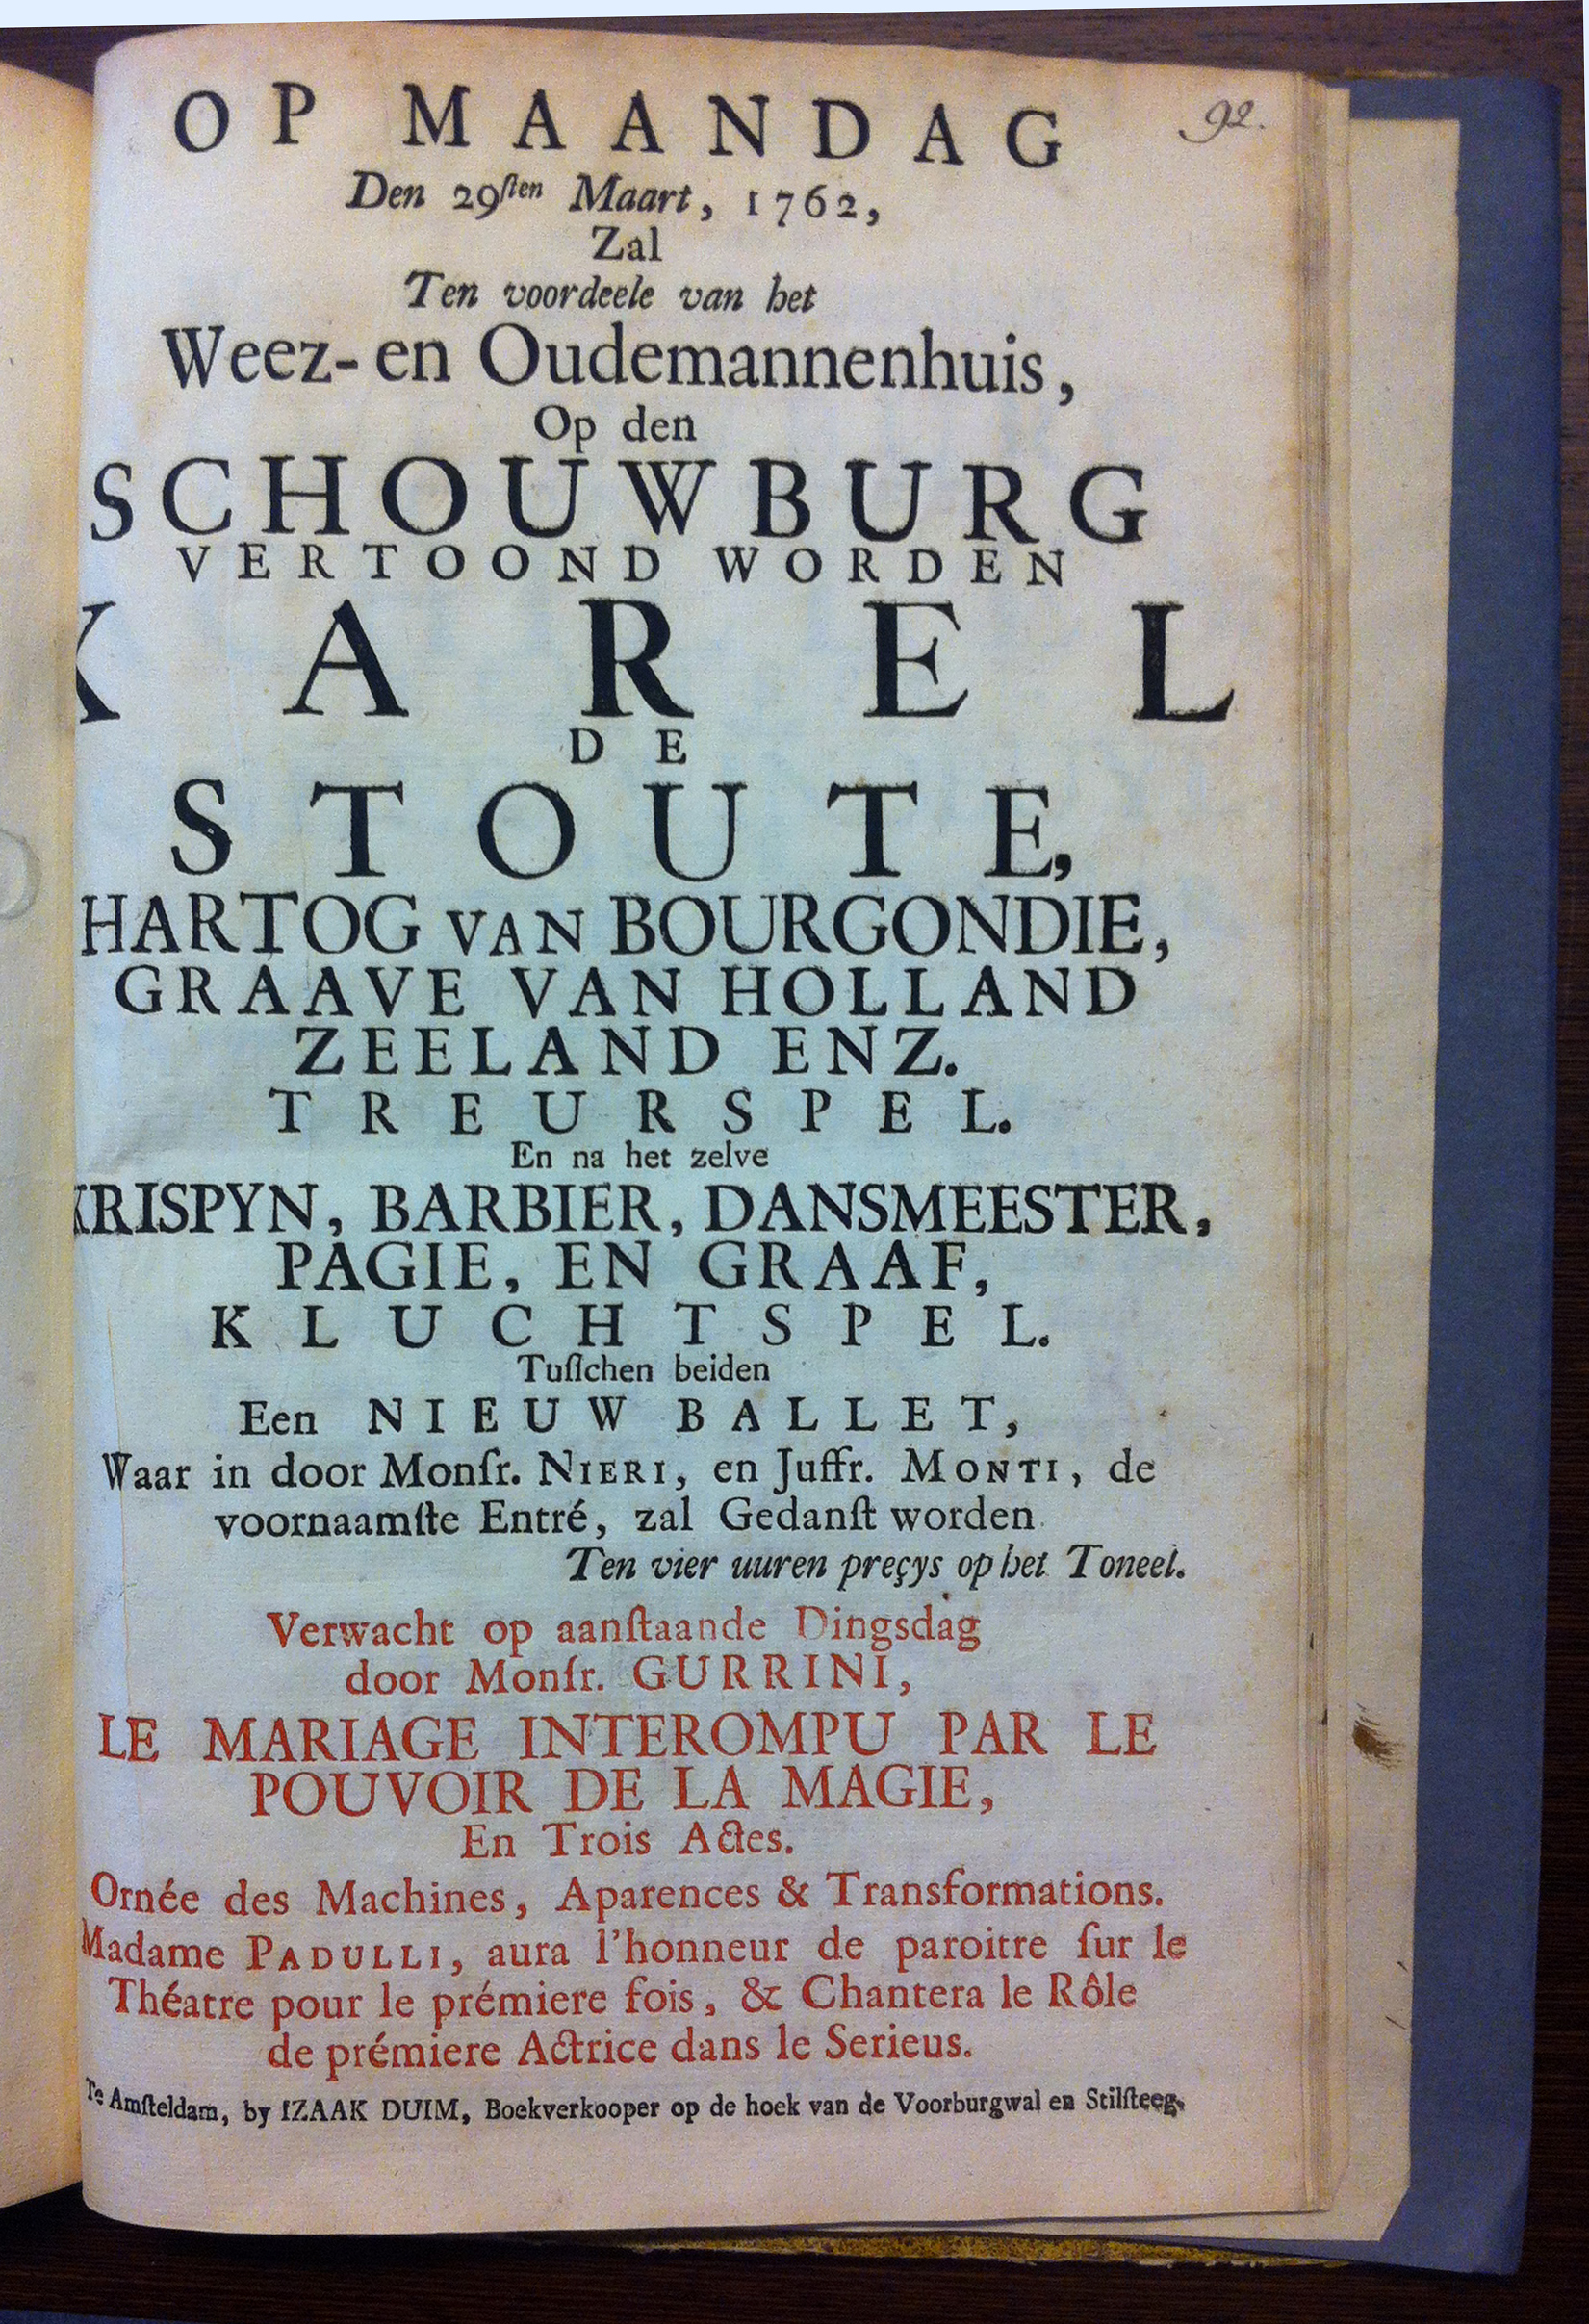 92.
OP MAANDAG
Den 29ſten Maart, 1762,
Zal
Ten voordeele van het
Weez- en Oudemannenhuis,
Op den
SCHOUWBURG
VERTOOND WORDEN
KAREL
DE
STOUTE,
HARTOG VAN BOURGONDIE,
GRAAVE VAN HOLLAND
ZEELAND ENZ.
TREURSPEL.
En na het zelve
KRISPYN, BARBIER, DANSMEESTER,
PAGIE, EN GRAAF,
KLUCHTSPEL.
Tuſſchen beiden
Een NIEUW BALLET,
Waar in door Monſr. NIERI, en Juffr. MONTI, de
voornaamſte Entré, zal Gedanſt worden
Ten vier uuren preçys op het Toneel.
Verwacht op aanſtaande Dingsdag
door Monſr. GURRINI,
LE MARIAGE INTEROMPU PAR LE
POUVOIR DE LA MAGIE,
En Trois Actes.
Ornée des Machines, Aparences & Transformations.
Madame PADULLI, aura l'honneur de paroitre ſur le
Théatre pour le prémiere fois, & Chantera le Rôle
de prémiere Actrice dans le Serieus.
Te Amſteldam, by IZAAK DUIM, Boekverkooper op de hoek van de Voorburgwal en Stilſteeg.